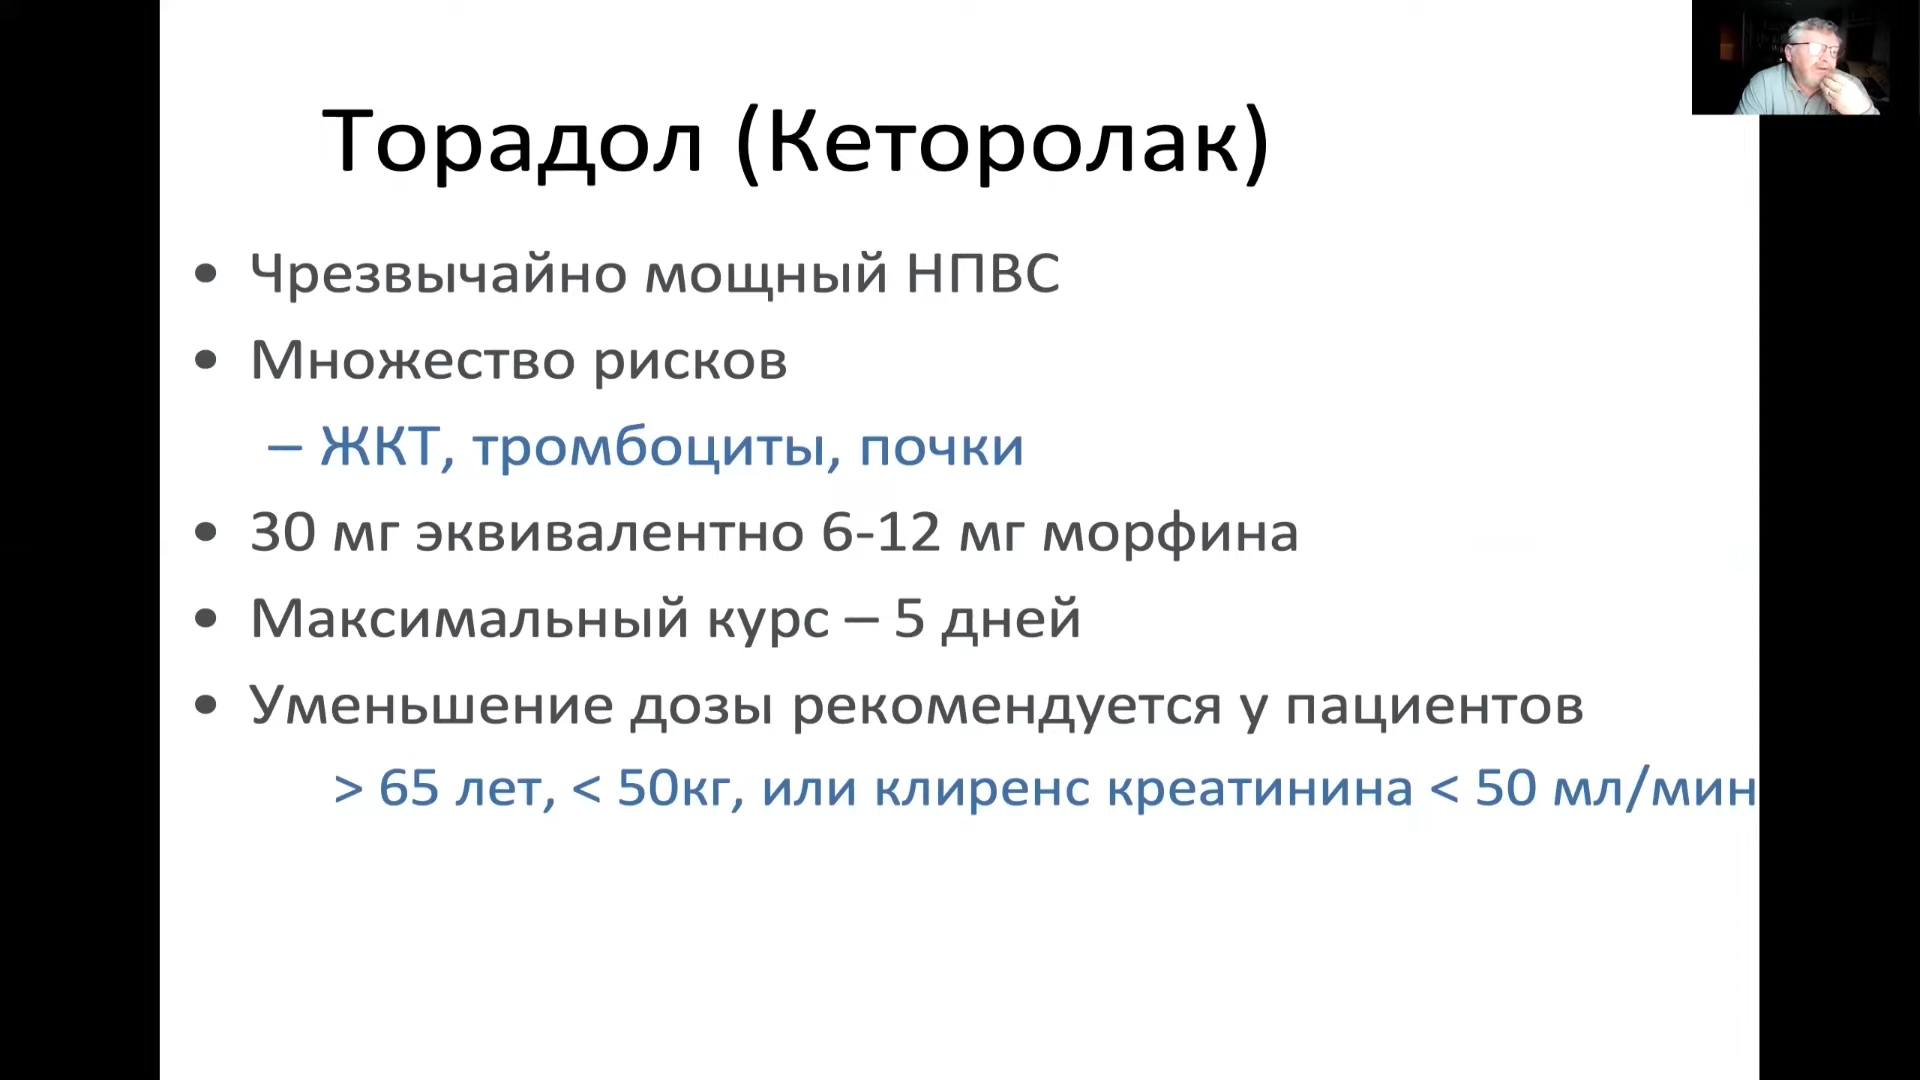 Торадол (Кеторолак)
• Чрезвычайно мощный НПВС
• Множество рисков
– ЖКТ, тромбоциты, почки
• 30 мг эквивалентно 6-12 мг морфина
• Максимальный курс – 5 дней
• Уменьшение дозы рекомендуется у пациентов
> 65 лет, < 50кг, или клиренс креатинина < 50 мл/мин